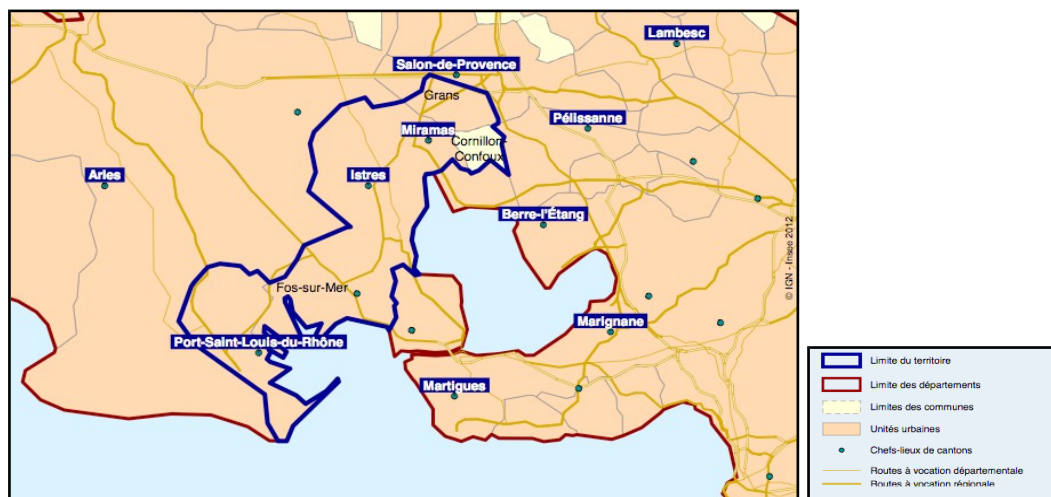 Lambesc
Salon-de-Provence
Grans
Miramas
Pélissanne
Cornillon-
Confoux
Arles
Istres
Berre-l'Étang
© IGN - Insee 2012
Fos-sur-Mer
Marignane
Port-Saint-Louis-du-Rhône
Martigues
Limite du territoire
Limite des départements
Limites des communes
Unités urbaines
Chefs-lieux de cantons
Routes à vocation départementale
Routes à vocation régionale